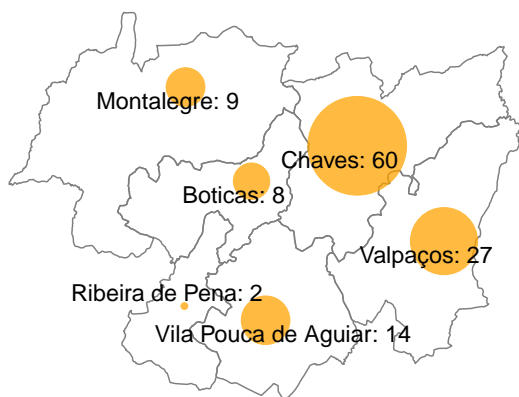 Montalegre: 9
Chaves: 60
Boticas: 8
Valpaços: 27
Ribeira de Pena: 2
Vila Pouca de Aguiar: 14